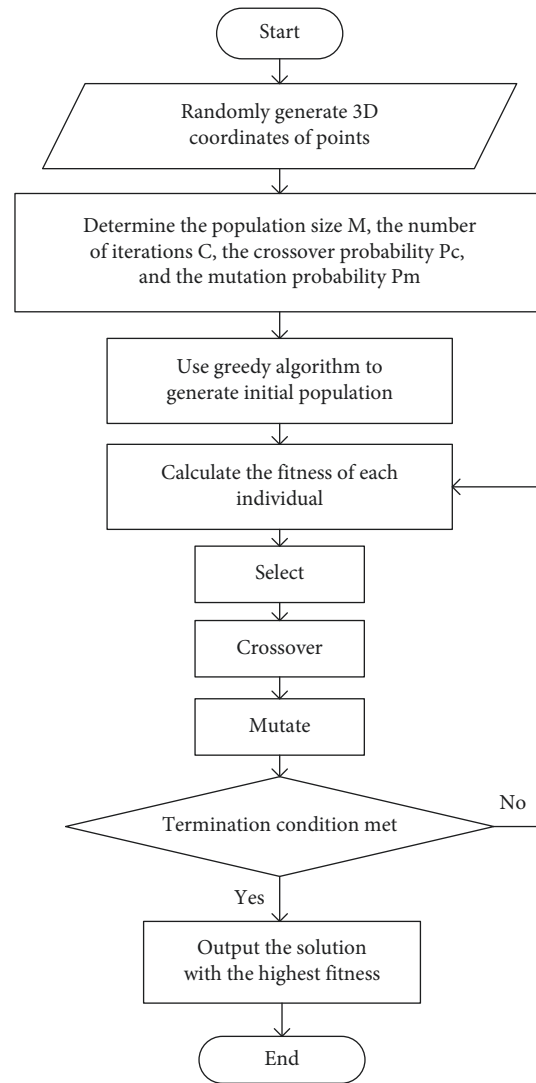 Start
Randomly generate 3D
coordinates of points
Determine the population size M, the number
of iterations C, the crossover probability Pc,
and the mutation probability Pm
Use greedy algorithm to
generate initial population
Calculate the fitness of each
individual
Select
Crossover
Mutate
Termination condition met
No
Yes
Output the solution
with the highest fitness
End